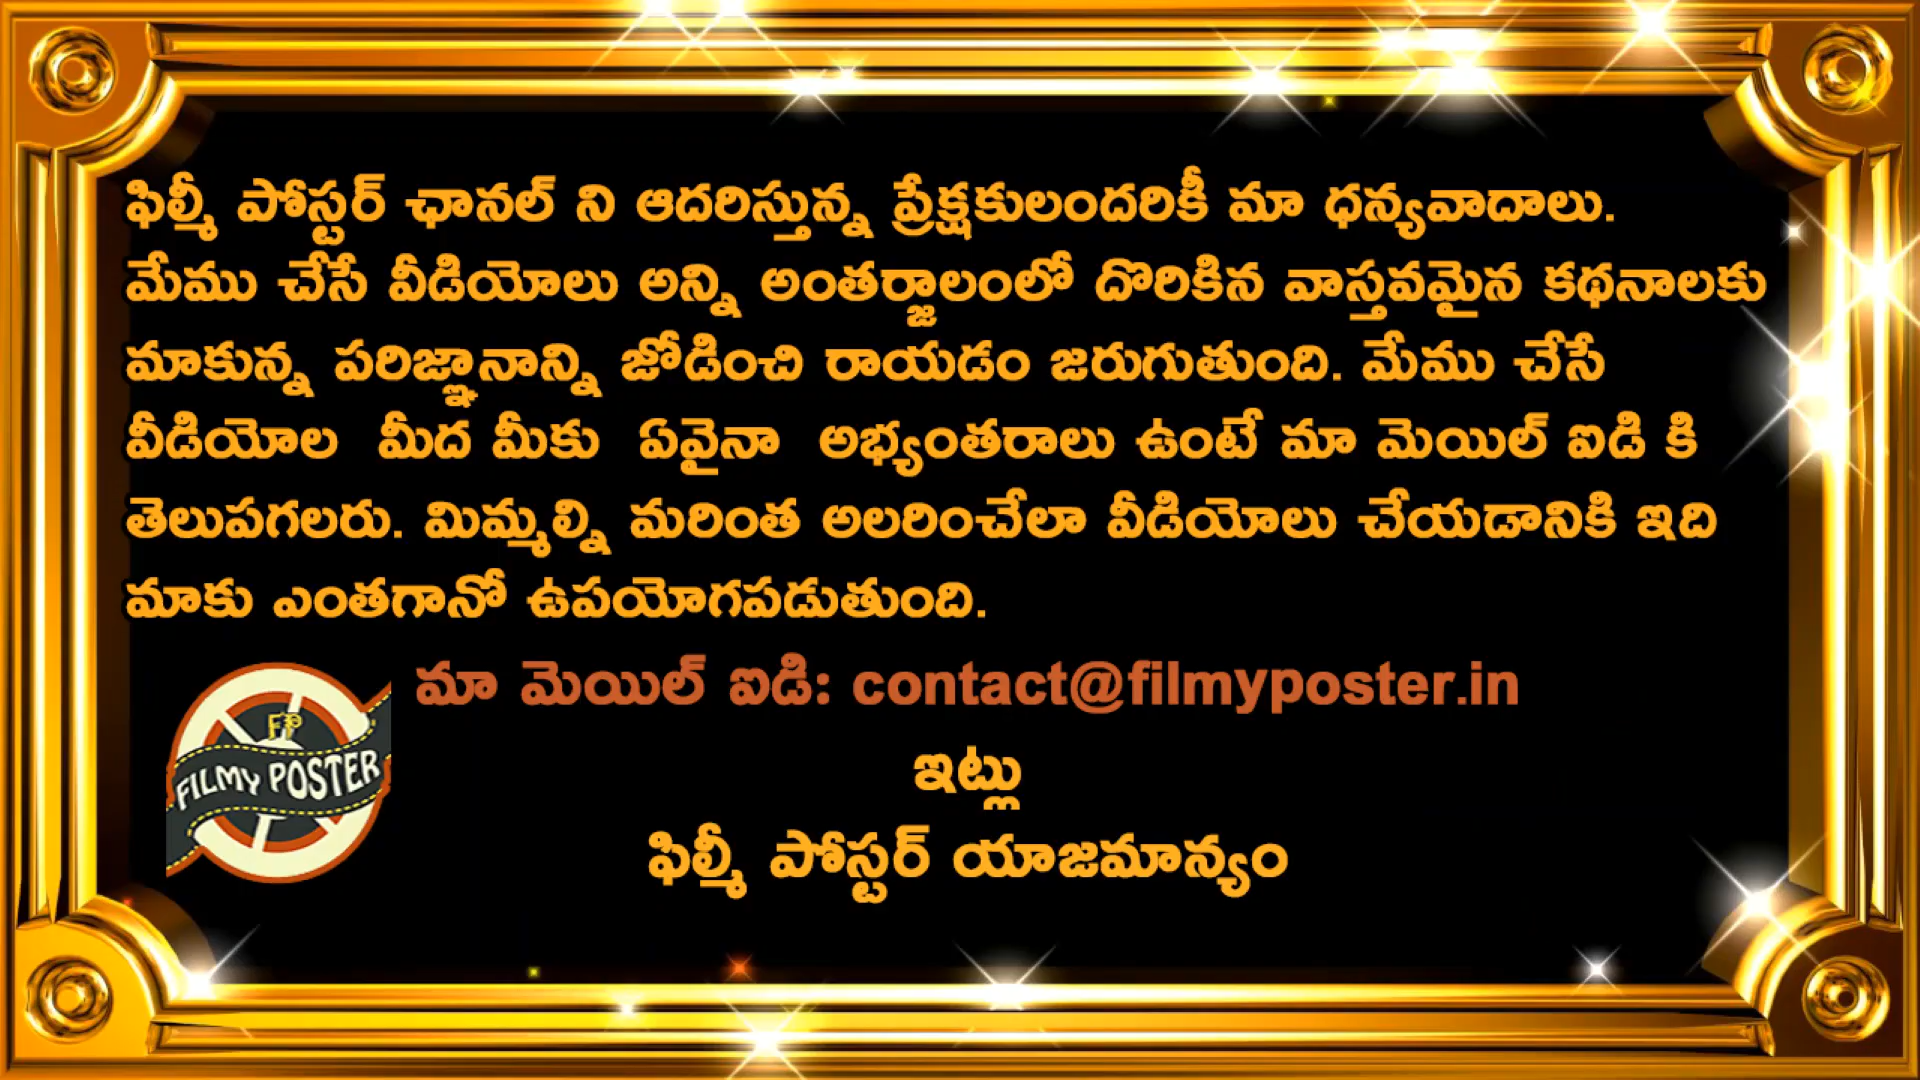 ఫిల్మీ పోస్టర్ ఛానల్ ని ఆదరిస్తున్న ప్రేక్షకులందరికీ మా ధన్యవాదాలు.
మేము చేసే వీడియోలు అన్ని అంతర్జాలంలో దొరికిన వాస్తవమైన కథనాలకు
మాకున్న పరిజ్ఞానాన్ని జోడించి రాయడం జరుగుతుంది. మేము చేసే
వీడియోల మీద మీకు ఏవైనా అభ్యంతరాలు ఉంటే మా మెయిల్ ఐడి కి
తెలుపగలరు. మిమ్మల్ని మరింత అలరించేలా వీడియోలు చేయడానికి ఇది
మాకు ఎంతగానో ఉపయోగపడుతుంది.
మా మెయిల్ ఐడి: contact@filmyposter.in
FP
FILMY POSTER
ఇట్లు
ఫిల్మీ పోస్టర్ యాజమాన్యం